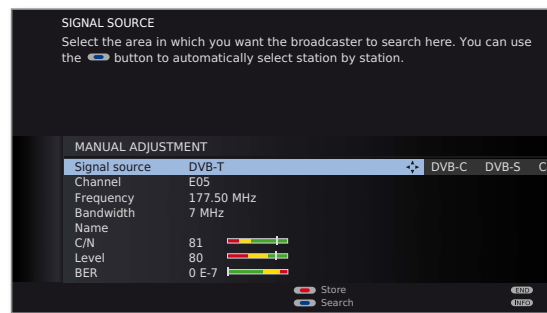 SIGNAL SOURCE
Select the area in which you want the broadcaster to search here. You can use
the button to automatically select station by station.
MANUAL ADJUSTMENT
Signal source DVB-T DVB-C DVB-S C
Channel E05
Frequency 177.50 MHz
Bandwidth 7 MHz
Name
C/N 81
Level 80
BER 0 E-7
Store END
Search INFO